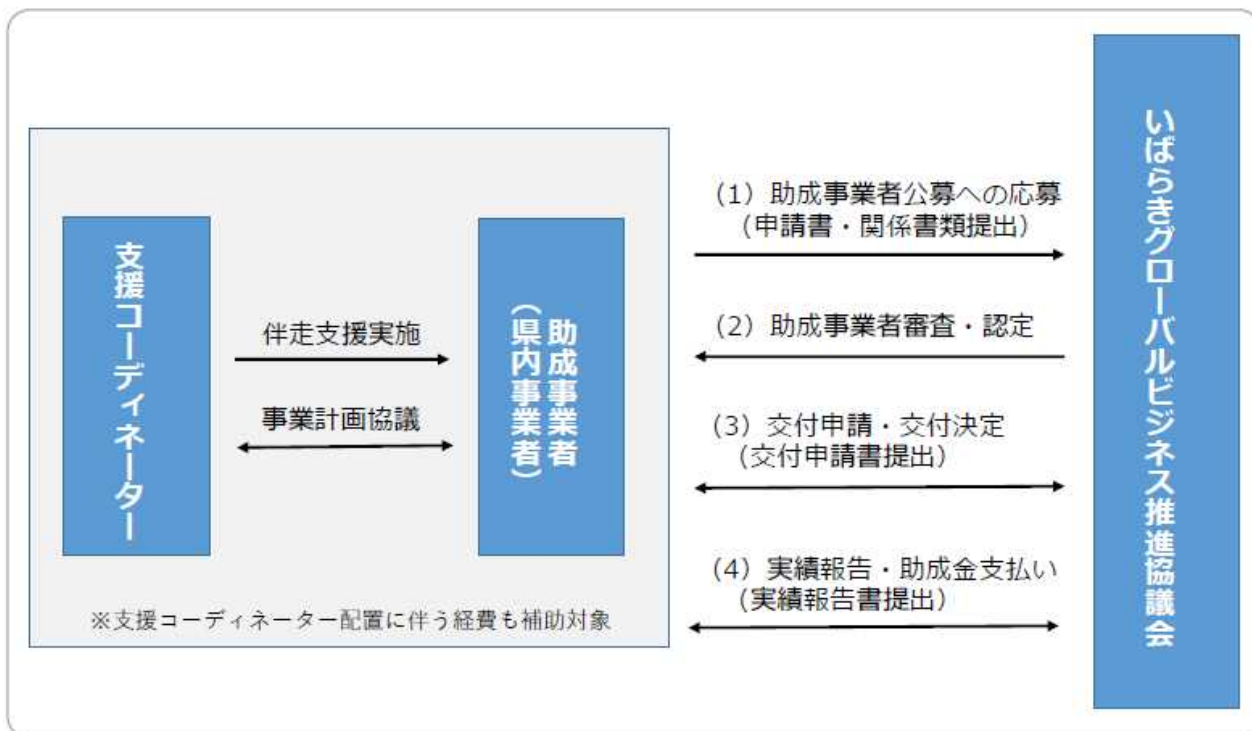 支援コーディネーター
伴走支援実施
事業計画協議
助成事業者
（県内事業者）
※支援コーディネーター配置に伴う経費も補助対象
（1）助成事業者公募への応募
（申請書・関係書類提出）
（2）助成事業者審査・認定
（3）交付申請・交付決定
（交付申請書提出）
（4）実績報告・助成金支払い
（実績報告書提出）
いばらきグローバルビジネス推進協議会